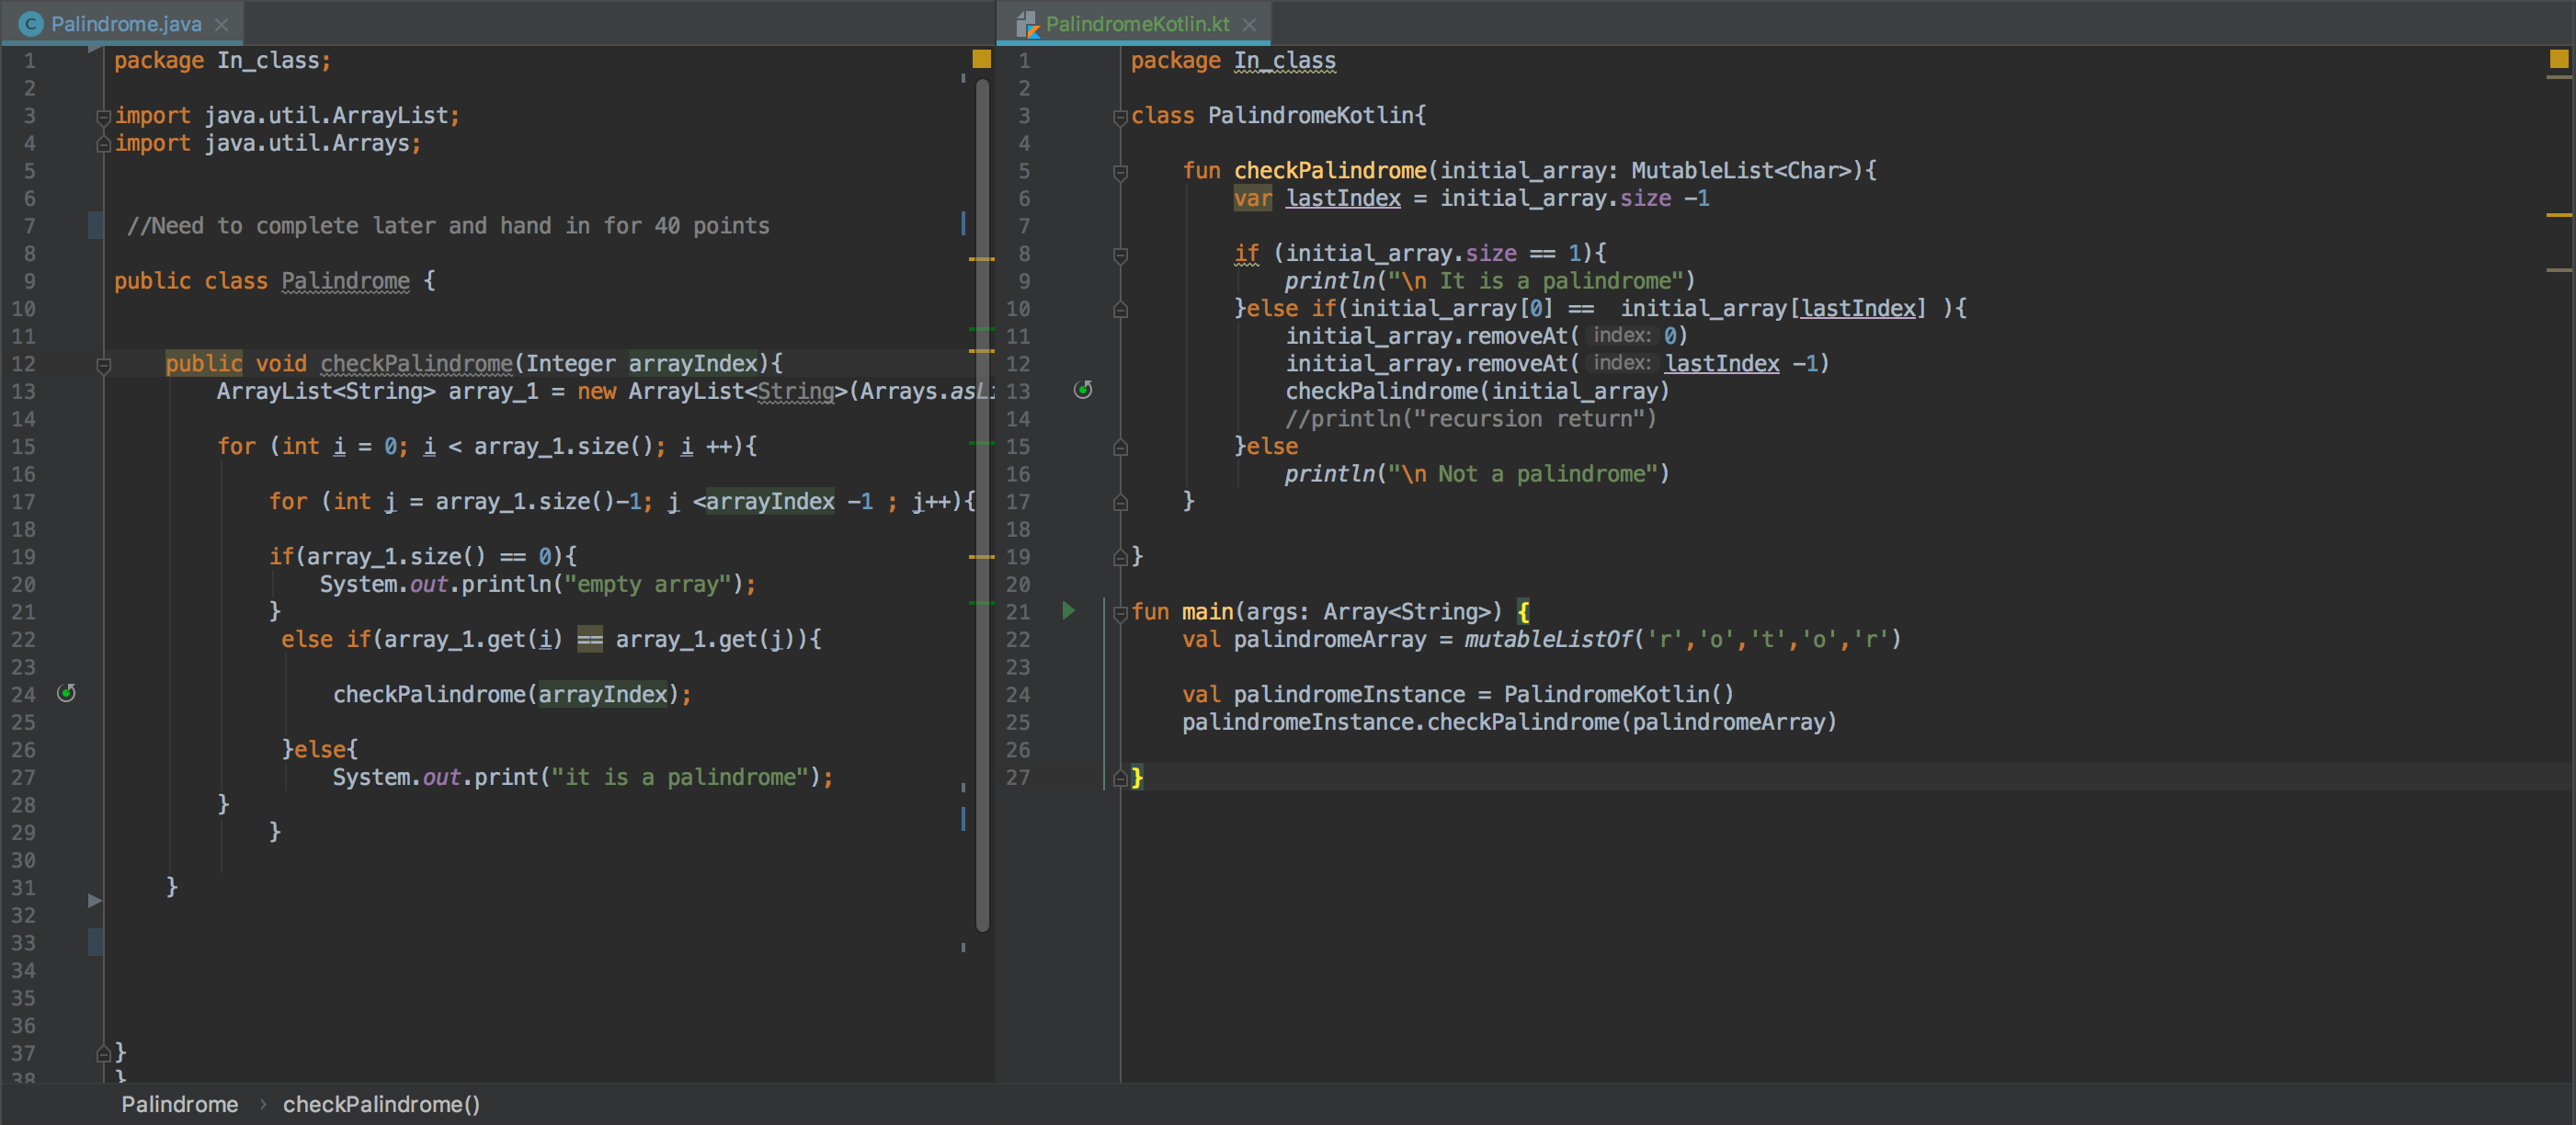 Palindrome.java
1 package In_class;
2
3 import java.util.ArrayList;
4 import java.util.Arrays;
5
6
7 //Need to complete later and hand in for 40 points
8
9 public class Palindrome {
10
11
12 public void checkPalindrome(Integer arrayIndex){
13 ArrayList<String> array_1 = new ArrayList<String>(Arrays.asLi
14
15 for (int i = 0; i < array_1.size(); i ++){
16
17 for (int j = array_1.size()-1; j <arrayIndex -1 ; j++){
18
19 if(array_1.size() == 0){
20 System.out.println("empty array");
21 }
22 else if(array_1.get(i) == array_1.get(j)){
23
24 checkPalindrome(arrayIndex);
25
26 }else{
27 System.out.print("it is a palindrome");
28 }
29 }
30
31 }
32
33
34
35
36
37 }
38 }
Palindrome › checkPalindrome()
PalindromeKotlin.kt
1 package In_class
2
3 class PalindromeKotlin{
4
5 fun checkPalindrome(initial_array: MutableList<Char>){
6 var lastIndex = initial_array.size -1
7
8 if (initial_array.size == 1){
9 println("\n It is a palindrome")
10 }else if(initial_array[0] == initial_array[lastIndex] ){
11 initial_array.removeAt( index: 0)
12 initial_array.removeAt( index: lastIndex -1)
13 checkPalindrome(initial_array)
14 //println("recursion return")
15 }else
16 println("\n Not a palindrome")
17 }
18
19 }
20
21 fun main(args: Array<String>) {
22 val palindromeArray = mutableListOf('r','o','t','o','r')
23
24 val palindromeInstance = PalindromeKotlin()
25 palindromeInstance.checkPalindrome(palindromeArray)
26
27 }